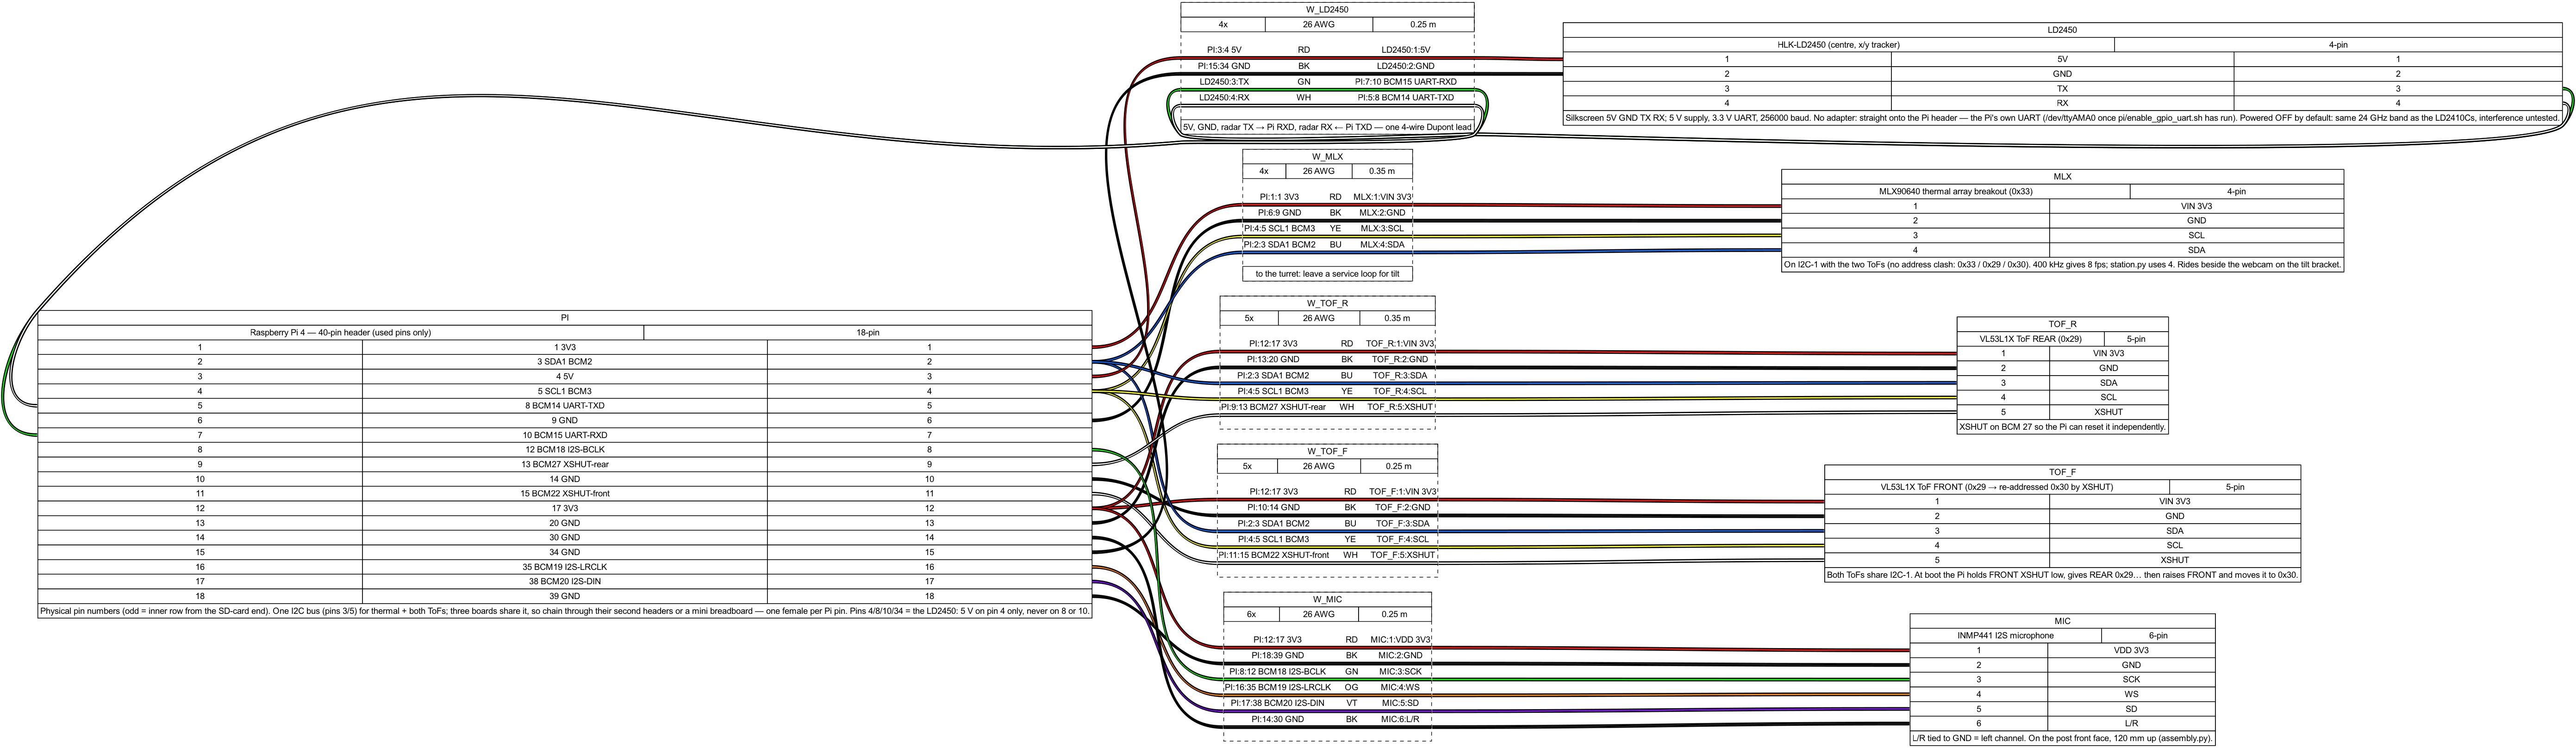 W_LD2450
4x 26 AWG 0.25 m
PI:3:4 5V RD LD2450:1:5V
PI:15:34 GND BK LD2450:2:GND
LD2450:3:TX GN PI:7:10 BCM15 UART-RXD
LD2450:4:RX WH PI:5:8 BCM14 UART-TXD
5V, GND, radar TX → Pi RXD, radar RX ← Pi TXD — one 4-wire Dupont lead
LD2450
HLK-LD2450 (centre, x/y tracker) 4-pin
1 5V 1
2 GND 2
3 TX 3
4 RX 4
Silkscreen 5V GND TX RX; 5 V supply, 3.3 V UART, 256000 baud. No adapter: straight onto the Pi header — the Pi's own UART (/dev/ttyAMA0 once pi/enable_gpio_uart.sh has run). Powered OFF by default: same 24 GHz band as the LD2410Cs, interference untested.
W_MLX
4x 26 AWG 0.35 m
PI:1:1 3V3 RD MLX:1:VIN 3V3
PI:6:9 GND BK MLX:2:GND
PI:4:5 SCL1 BCM3 YE MLX:3:SCL
PI:2:3 SDA1 BCM2 BU MLX:4:SDA
to the turret: leave a service loop for tilt
MLX
MLX90640 thermal array breakout (0x33) 4-pin
1 VIN 3V3
2 GND
3 SCL
4 SDA
On I2C-1 with the two ToFs (no address clash: 0x33 / 0x29 / 0x30). 400 kHz gives 8 fps; station.py uses 4. Rides beside the webcam on the tilt bracket.
PI
Raspberry Pi 4 — 40-pin header (used pins only) 18-pin
1 1 3V3 1
2 3 SDA1 BCM2 2
3 4 5V 3
4 5 SCL1 BCM3 4
5 8 BCM14 UART-TXD 5
6 9 GND 6
7 10 BCM15 UART-RXD 7
8 12 BCM18 I2S-BCLK 8
9 13 BCM27 XSHUT-rear 9
10 14 GND 10
11 15 BCM22 XSHUT-front 11
12 17 3V3 12
13 20 GND 13
14 30 GND 14
15 34 GND 15
16 35 BCM19 I2S-LRCLK 16
17 38 BCM20 I2S-DIN 17
18 39 GND 18
Physical pin numbers (odd = inner row from the SD-card end). One I2C bus (pins 3/5) for thermal + both ToFs; three boards share it, so chain through their second headers or a mini breadboard — one female per Pi pin. Pins 4/8/10/34 = the LD2450: 5 V on pin 4 only, never on 8 or 10.
W_TOF_R
5x 26 AWG 0.35 m
PI:12:17 3V3 RD TOF_R:1:VIN 3V3
PI:13:20 GND BK TOF_R:2:GND
PI:2:3 SDA1 BCM2 BU TOF_R:3:SDA
PI:4:5 SCL1 BCM3 YE TOF_R:4:SCL
PI:9:13 BCM27 XSHUT-rear WH TOF_R:5:XSHUT
TOF_R
VL53L1X ToF REAR (0x29) 5-pin
1 VIN 3V3
2 GND
3 SDA
4 SCL
5 XSHUT
XSHUT on BCM 27 so the Pi can reset it independently.
W_TOF_F
5x 26 AWG 0.25 m
PI:12:17 3V3 RD TOF_F:1:VIN 3V3
PI:10:14 GND BK TOF_F:2:GND
PI:2:3 SDA1 BCM2 BU TOF_F:3:SDA
PI:4:5 SCL1 BCM3 YE TOF_F:4:SCL
PI:11:15 BCM22 XSHUT-front WH TOF_F:5:XSHUT
TOF_F
VL53L1X ToF FRONT (0x29 → re-addressed 0x30 by XSHUT) 5-pin
1 VIN 3V3
2 GND
3 SDA
4 SCL
5 XSHUT
Both ToFs share I2C-1. At boot the Pi holds FRONT XSHUT low, gives REAR 0x29… then raises FRONT and moves it to 0x30.
W_MIC
6x 26 AWG 0.25 m
PI:12:17 3V3 RD MIC:1:VDD 3V3
PI:18:39 GND BK MIC:2:GND
PI:8:12 BCM18 I2S-BCLK GN MIC:3:SCK
PI:16:35 BCM19 I2S-LRCLK OG MIC:4:WS
PI:17:38 BCM20 I2S-DIN VT MIC:5:SD
PI:14:30 GND BK MIC:6:L/R
MIC
INMP441 I2S microphone 6-pin
1 VDD 3V3
2 GND
3 SCK
4 WS
5 SD
6 L/R
L/R tied to GND = left channel. On the post front face, 120 mm up (assembly.py).